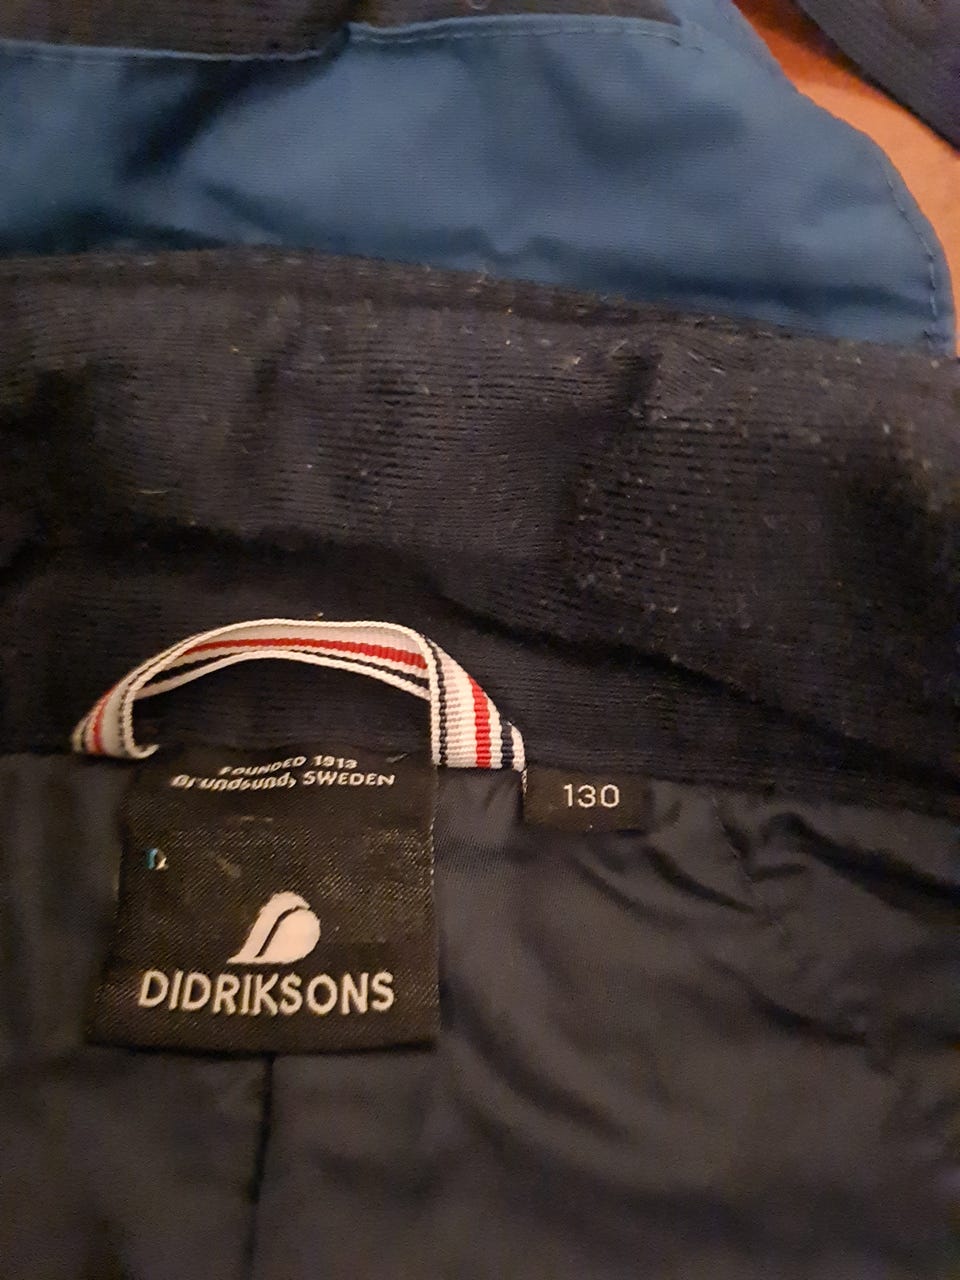 FOUNDED 1913
Grundsund, SWEDEN
130
DIDRIKSONS